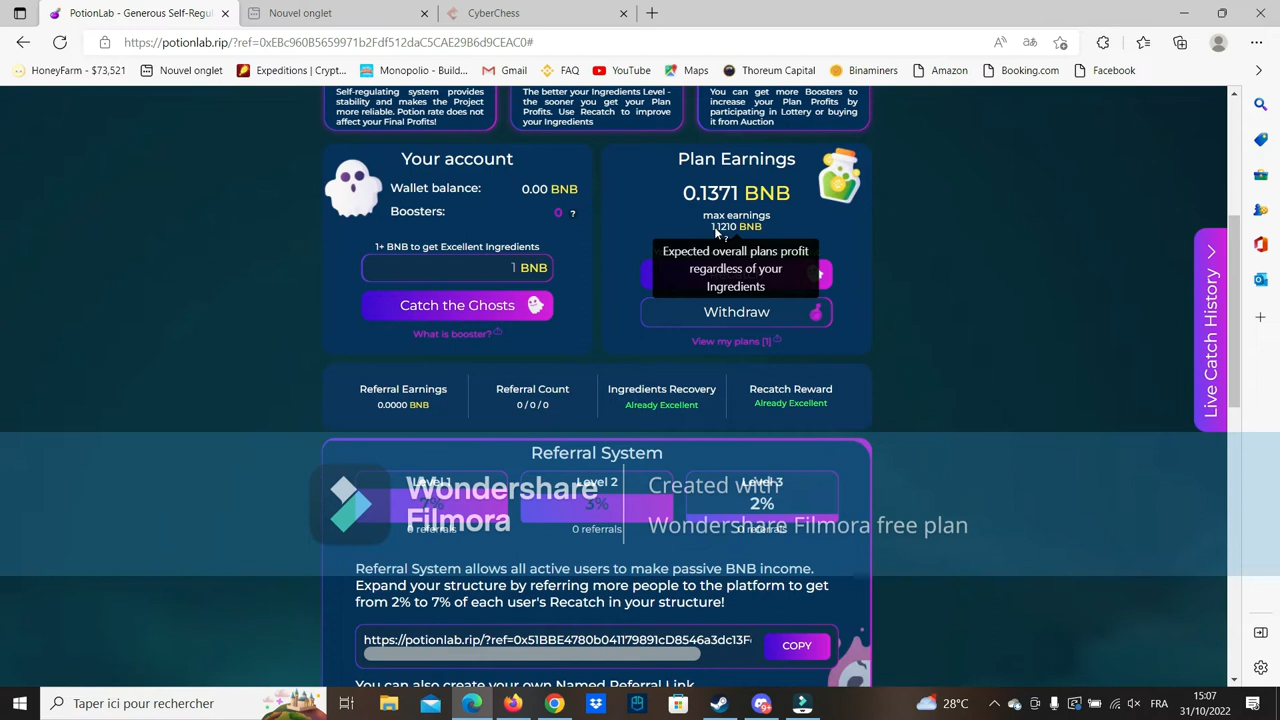 PotionLab - Generous Self-Regul
Nouvel onglet
CyberChess
https://potionlab.rip/?ref=0xEBc960B5659971b2Fdf512daC5CAE29B6d9CEAC0#
HoneyFarm - $73,521
Nouvel onglet
Expeditions | Crypt...
Monopolio - Build...
Gmail
FAQ
YouTube
Maps
Thoreum Capital
Binaminers
Amazon
Booking.com
Facebook
Self-regulating system provides
stability and makes the Project
more reliable. Potion rate does not
affect your Final Profits!
The better your Ingredients Level -
the sooner you get your Plan
Profits. Use Recatch to improve
your Ingredients
You can get more Boosters to
increase your Plan Profits by
participating in Lottery or buying
it from Auction
Your account
Wallet balance: 0.00 BNB
Boosters: 0 ?
1+ BNB to get Excellent Ingredients
1 BNB
Catch the Ghosts
What is booster?
Plan Earnings
0.1371 BNB
max earnings
1.1210 BNB
?
Expected overall plans profit
regardless of your
Ingredients
Withdraw
View my plans [1]
Live Catch History
Referral Earnings
0.0000 BNB
Referral Count
0 / 0 / 0
Ingredients Recovery
Already Excellent
Recatch Reward
Already Excellent
Referral System
Level 1
7%
0 referrals
Level 2
3%
0 referrals
Level 3
2%
0 referrals
Wondershare
Filmora
Created with
Wondershare Filmora free plan
Referral System allows all active users to make passive BNB income.
Expand your structure by referring more people to the platform to get
from 2% to 7% of each user's Recatch in your structure!
https://potionlab.rip/?ref=0x51BBE4780b041179891cD8546a3dc13F
COPY
You can also create your own Named Referral Link
Taper ici pour rechercher
28°C
FRA
15:07
31/10/2022